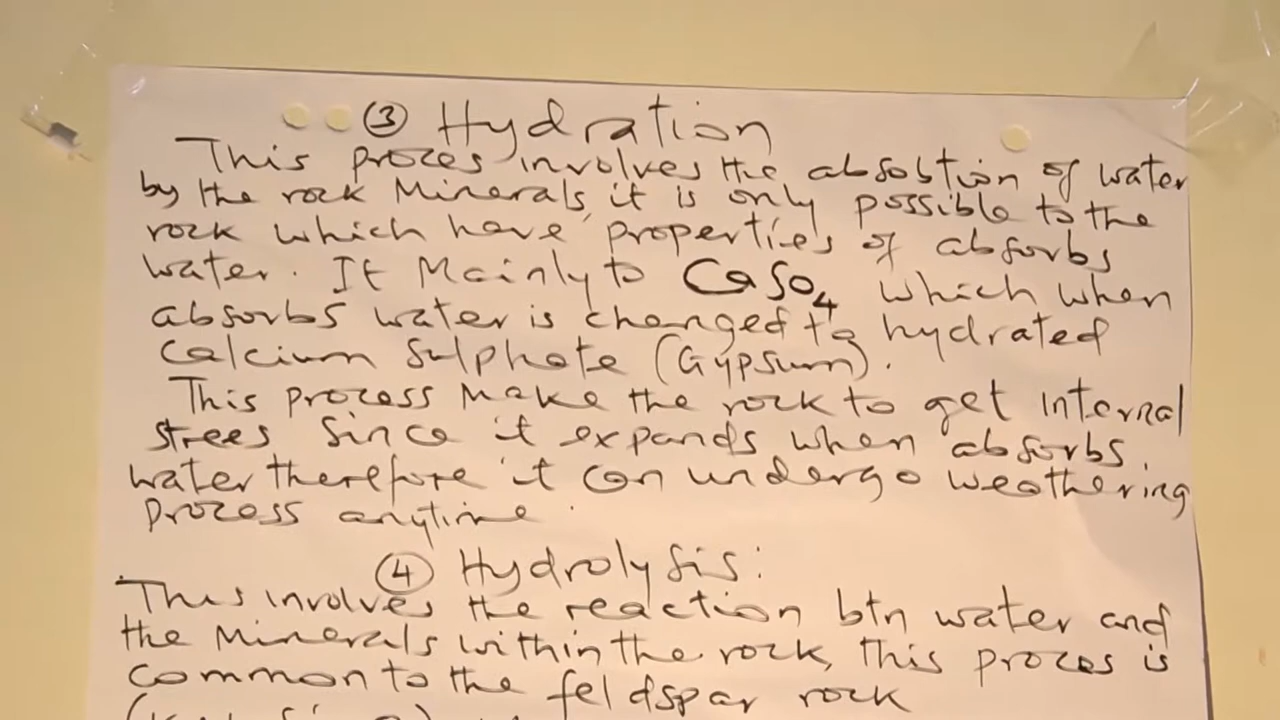 ③ Hydration
This proces involves the absobtion of water
by the rock Minerals, it is only possible to the
rock which have properties of absorbs
water. It Mainly to CaSO4 which when
absorbs water is changed to hydrated
Calcium Sulphate (Gypsum).
This process make the rock to get internal
strees since it expands when absorbs
water therefore it can undergo weathering
process anytime.
④ Hydrolysis:
This involves the reaction btn water and
the Minerals within the rock, this proces is
common to the feldspar rock